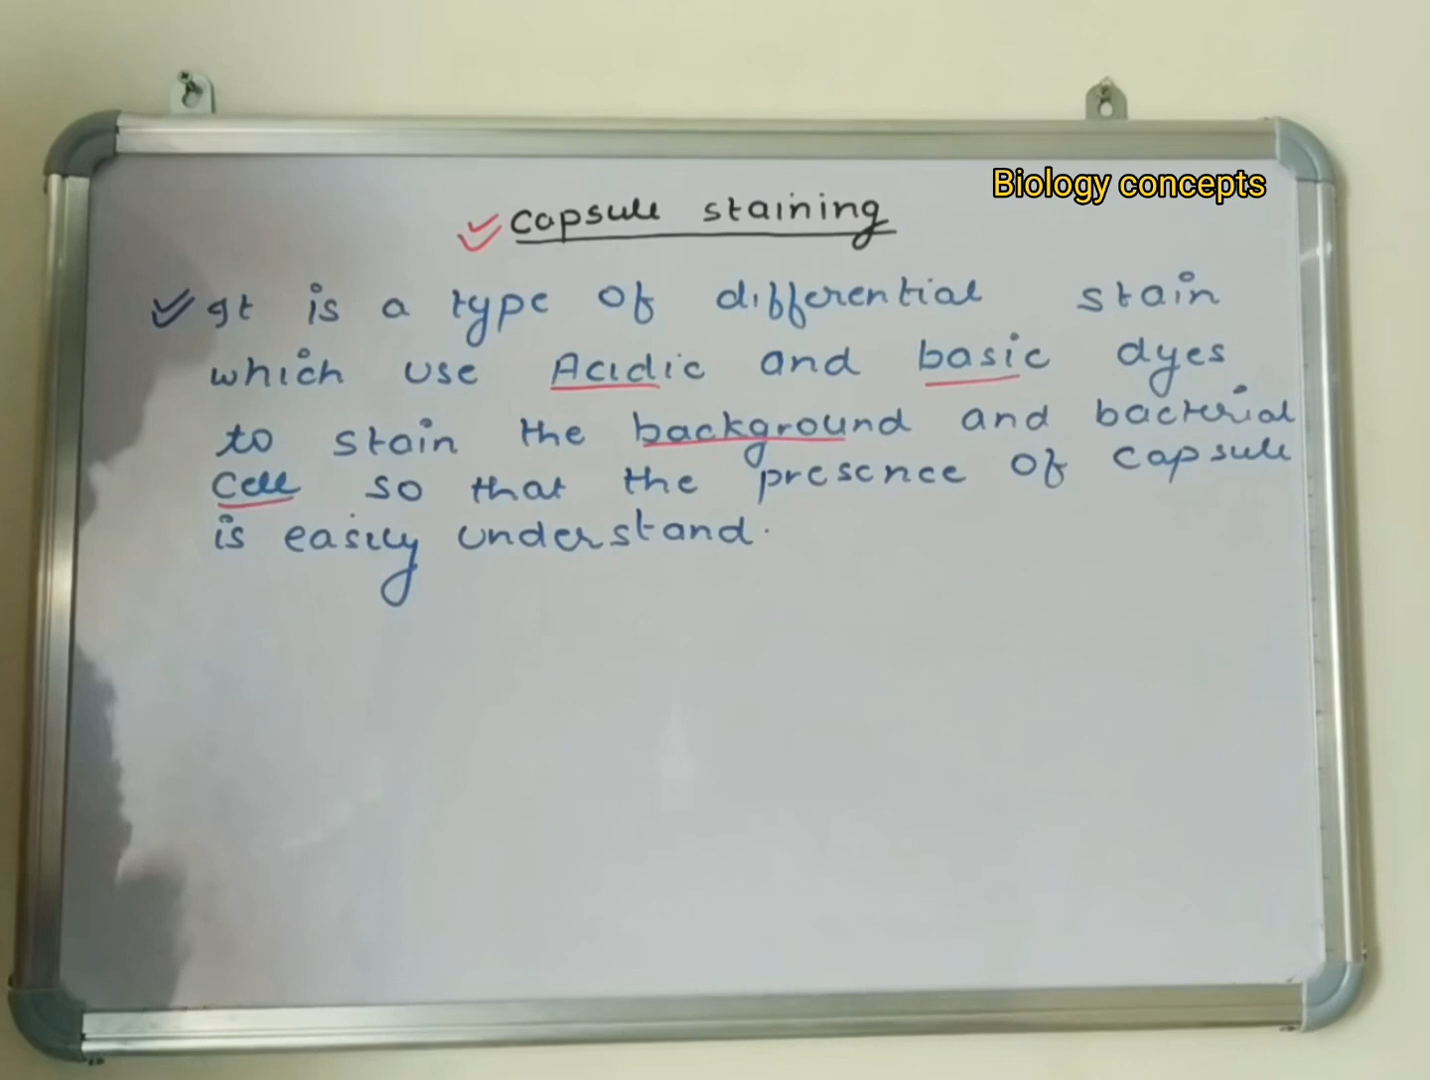 Biology concepts
Capsule staining
It is a type of differential stain
which use Acidic and basic dyes
to stain the background and bacterial
Cell so that the presence of capsule
is easily understand.